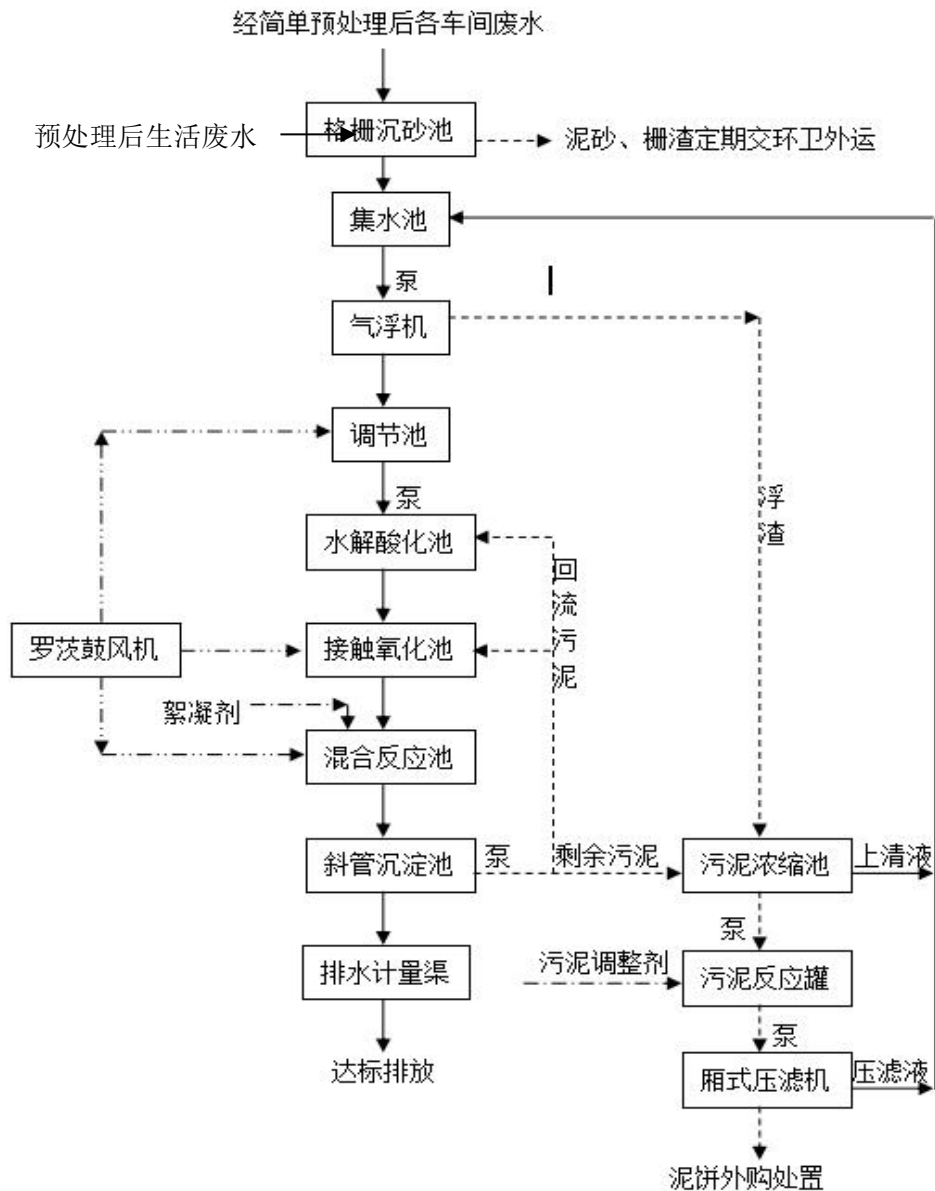 经简单预处理后各车间废水
预处理后生活废水
格栅沉砂池
泥砂、栅渣定期交环卫外运
集水池
泵
气浮机
调节池
泵
浮渣
水解酸化池
回流污泥
罗茨鼓风机
接触氧化池
絮凝剂
混合反应池
斜管沉淀池
泵
剩余污泥
污泥浓缩池
上清液
泵
排水计量渠
污泥调整剂
污泥反应罐
泵
达标排放
厢式压滤机
压滤液
泥饼外购处置